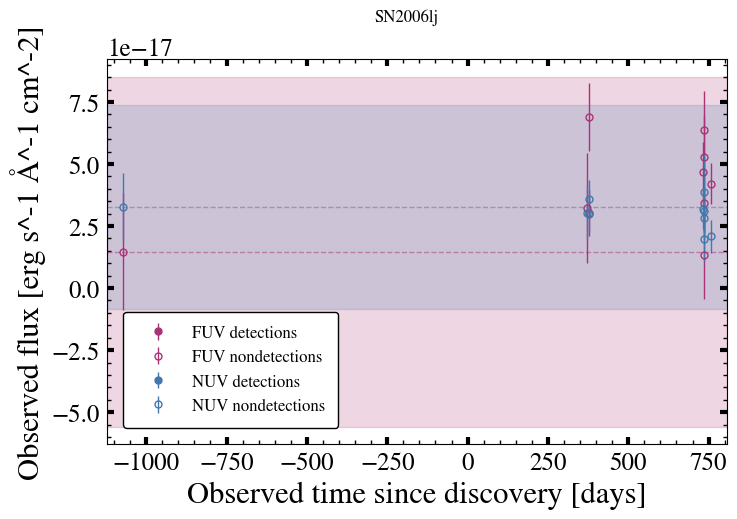 SN2006lj
1e−17
Observed flux [erg s^-1 Å^-1 cm^-2]
7.5
5.0
2.5
0.0
−2.5
−5.0
FUV detections
FUV nondetections
NUV detections
NUV nondetections
−1000 −750 −500 −250 0 250 500 750
Observed time since discovery [days]